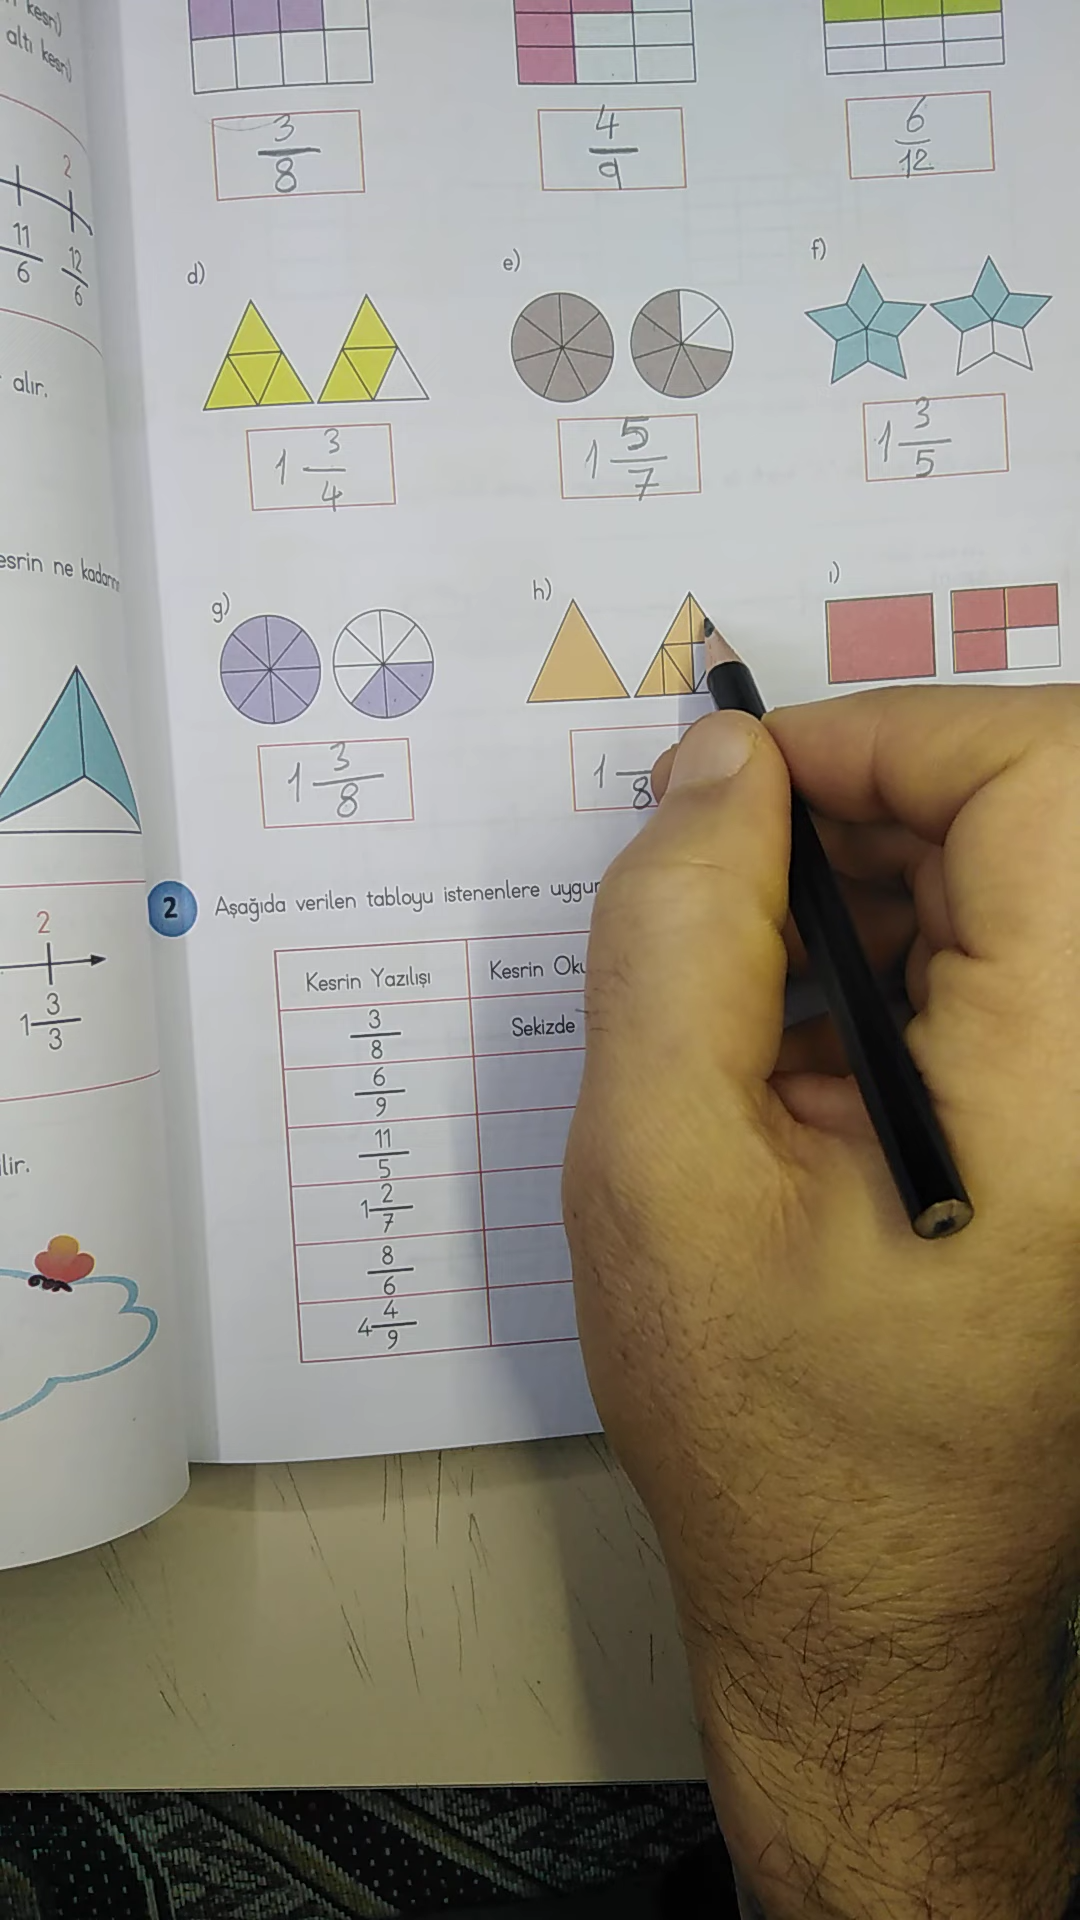 kesri)
altı kesri)
2
11/6 12/6
alır.
esrin ne kadarını
2
1 3/3
lir.
3/8 4/9 6/12
d) e) f)
1 3/4 1 5/7 1 3/5
g) h) ı)
1 3/8 1 /8
2 Aşağıda verilen tabloyu istenenlere uygun
Kesrin Yazılışı Kesrin Oku
3/8 Sekizde
6/9
11/5
1 2/7
8/6
4 4/9